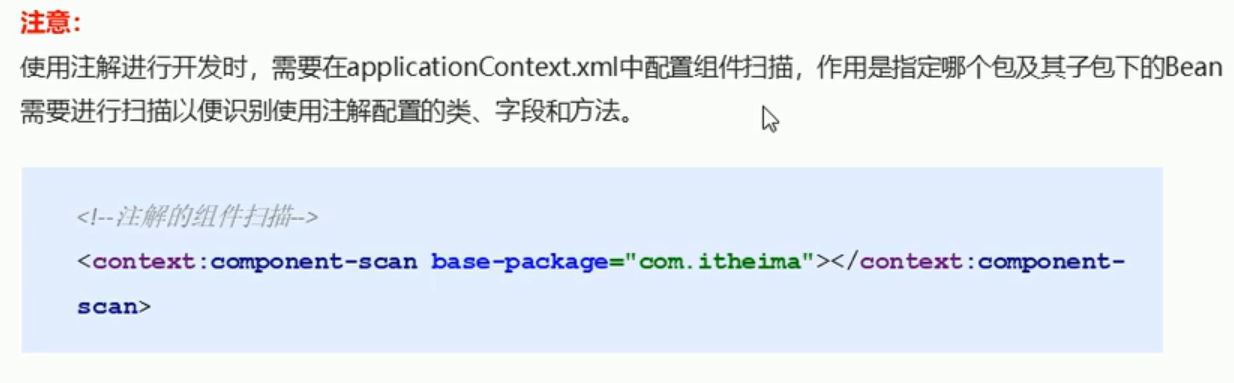 注意：
使用注解进行开发时，需要在applicationContext.xml中配置组件扫描，作用是指定哪个包及其子包下的Bean
需要进行扫描以便识别使用注解配置的类、字段和方法。
<!--注解的组件扫描-->
<context:component-scan base-package="com.itheima"></context:component-
scan>